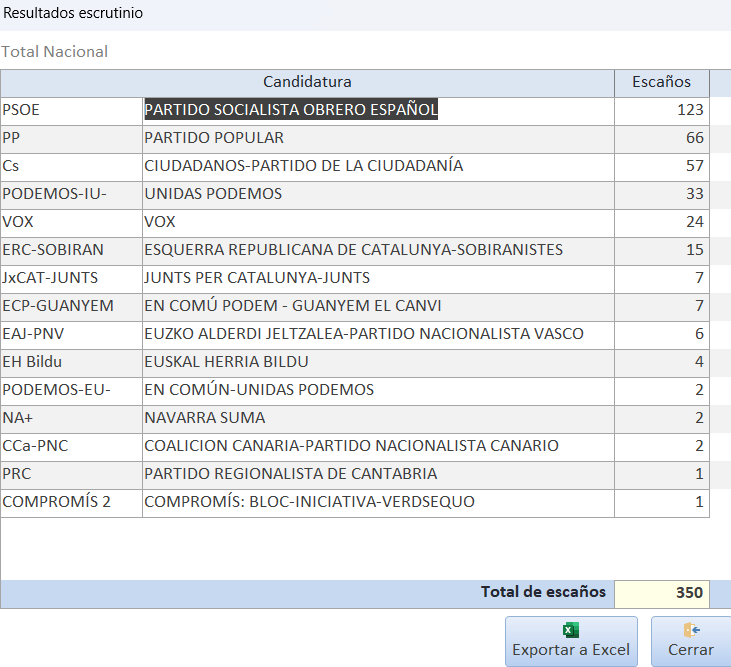 Resultados escrutinio
Total Nacional
Candidatura Escaños
PSOE PARTIDO SOCIALISTA OBRERO ESPAÑOL 123
PP PARTIDO POPULAR 66
Cs CIUDADANOS-PARTIDO DE LA CIUDADANÍA 57
PODEMOS-IU- UNIDAS PODEMOS 33
VOX VOX 24
ERC-SOBIRAN ESQUERRA REPUBLICANA DE CATALUNYA-SOBIRANISTES 15
JxCAT-JUNTS JUNTS PER CATALUNYA-JUNTS 7
ECP-GUANYEM EN COMÚ PODEM - GUANYEM EL CANVI 7
EAJ-PNV EUZKO ALDERDI JELTZALEA-PARTIDO NACIONALISTA VASCO 6
EH Bildu EUSKAL HERRIA BILDU 4
PODEMOS-EU- EN COMÚN-UNIDAS PODEMOS 2
NA+ NAVARRA SUMA 2
CCa-PNC COALICION CANARIA-PARTIDO NACIONALISTA CANARIO 2
PRC PARTIDO REGIONALISTA DE CANTABRIA 1
COMPROMÍS 2 COMPROMÍS: BLOC-INICIATIVA-VERDSEQUO 1
Total de escaños 350
Exportar a Excel Cerrar